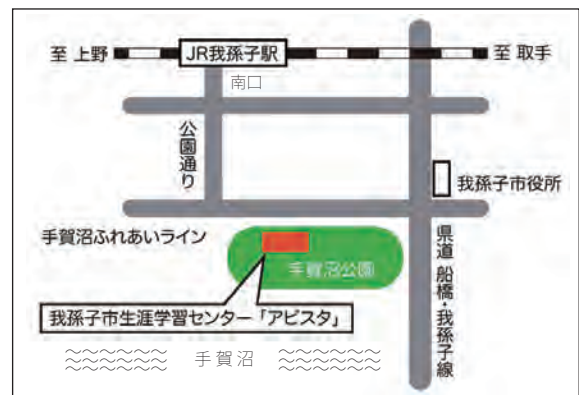 至 上野
JR我孫子駅
至 取手
南口
公園通り
我孫子市役所
手賀沼ふれあいライン
手賀沼公園
県道 船橋・我孫子線
我孫子市生涯学習センター「アビスタ」
手賀沼